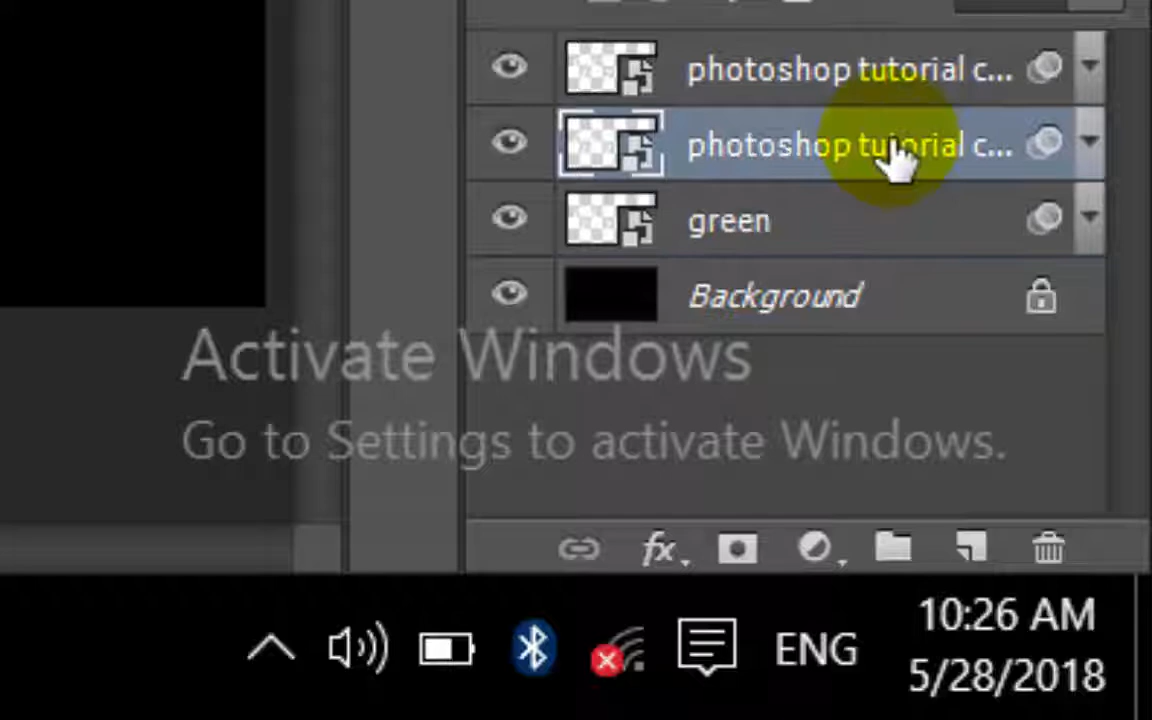 photoshop tutorial c...
photoshop tutorial c...
green
Background
Activate Windows
Go to Settings to activate Windows.
fx
ENG
10:26 AM
5/28/2018